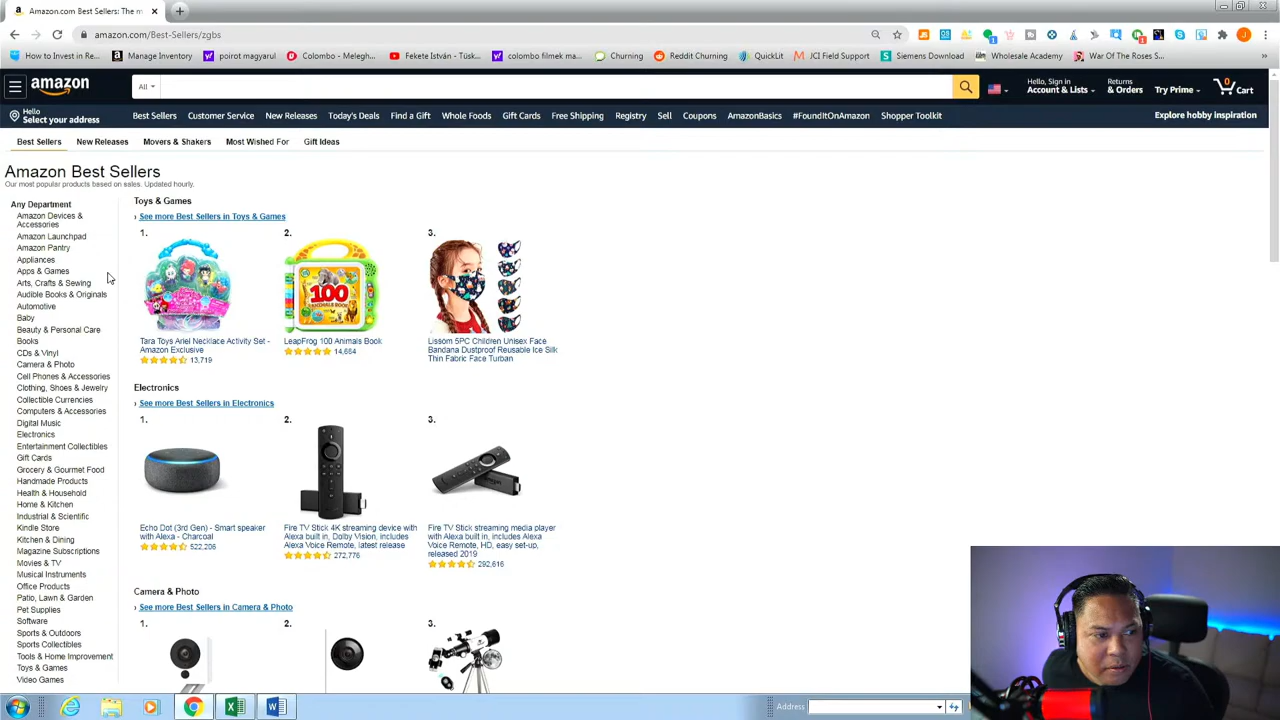 Amazon.com Best Sellers: The m
amazon.com/Best-Sellers/zgbs
How to Invest in Re...
Manage Inventory
poirot magyarul
Colombo - Melegh...
Fekete István - Tüsk...
colombo filmek ma...
Churning
Reddit Churning
QuickLit
JCI Field Support
Siemens Download
Wholesale Academy
War Of The Roses S...
amazon
All
Hello, Sign in
Account & Lists
Returns
& Orders
Try Prime
0
Cart
Hello
Select your address
Best Sellers
Customer Service
New Releases
Today's Deals
Find a Gift
Whole Foods
Gift Cards
Free Shipping
Registry
Sell
Coupons
AmazonBasics
#FoundItOnAmazon
Shopper Toolkit
Explore hobby inspiration
Best Sellers
New Releases
Movers & Shakers
Most Wished For
Gift Ideas
Amazon Best Sellers
Our most popular products based on sales. Updated hourly.
Any Department
Amazon Devices &
Accessories
Amazon Launchpad
Amazon Pantry
Appliances
Apps & Games
Arts, Crafts & Sewing
Audible Books & Originals
Automotive
Baby
Beauty & Personal Care
Books
CDs & Vinyl
Camera & Photo
Cell Phones & Accessories
Clothing, Shoes & Jewelry
Collectible Currencies
Computers & Accessories
Digital Music
Electronics
Entertainment Collectibles
Gift Cards
Grocery & Gourmet Food
Handmade Products
Health & Household
Home & Kitchen
Industrial & Scientific
Kindle Store
Kitchen & Dining
Magazine Subscriptions
Movies & TV
Musical Instruments
Office Products
Patio, Lawn & Garden
Pet Supplies
Software
Sports & Outdoors
Sports Collectibles
Tools & Home Improvement
Toys & Games
Video Games
Toys & Games
› See more Best Sellers in Toys & Games
1.
Tara Toys Ariel Necklace Activity Set -
Amazon Exclusive
13,719
2.
100
ANIMALS BOOK
LeapFrog 100 Animals Book
14,664
3.
Lissom 5PC Children Unisex Face
Bandana Dustproof Reusable Ice Silk
Thin Fabric Face Turban
Electronics
› See more Best Sellers in Electronics
1.
Echo Dot (3rd Gen) - Smart speaker
with Alexa - Charcoal
522,206
2.
Fire TV Stick 4K streaming device with
Alexa built in, Dolby Vision, includes
Alexa Voice Remote, latest release
272,776
3.
Fire TV Stick streaming media player
with Alexa built in, includes Alexa
Voice Remote, HD, easy set-up,
released 2019
292,616
Camera & Photo
› See more Best Sellers in Camera & Photo
1.
2.
3.
Address